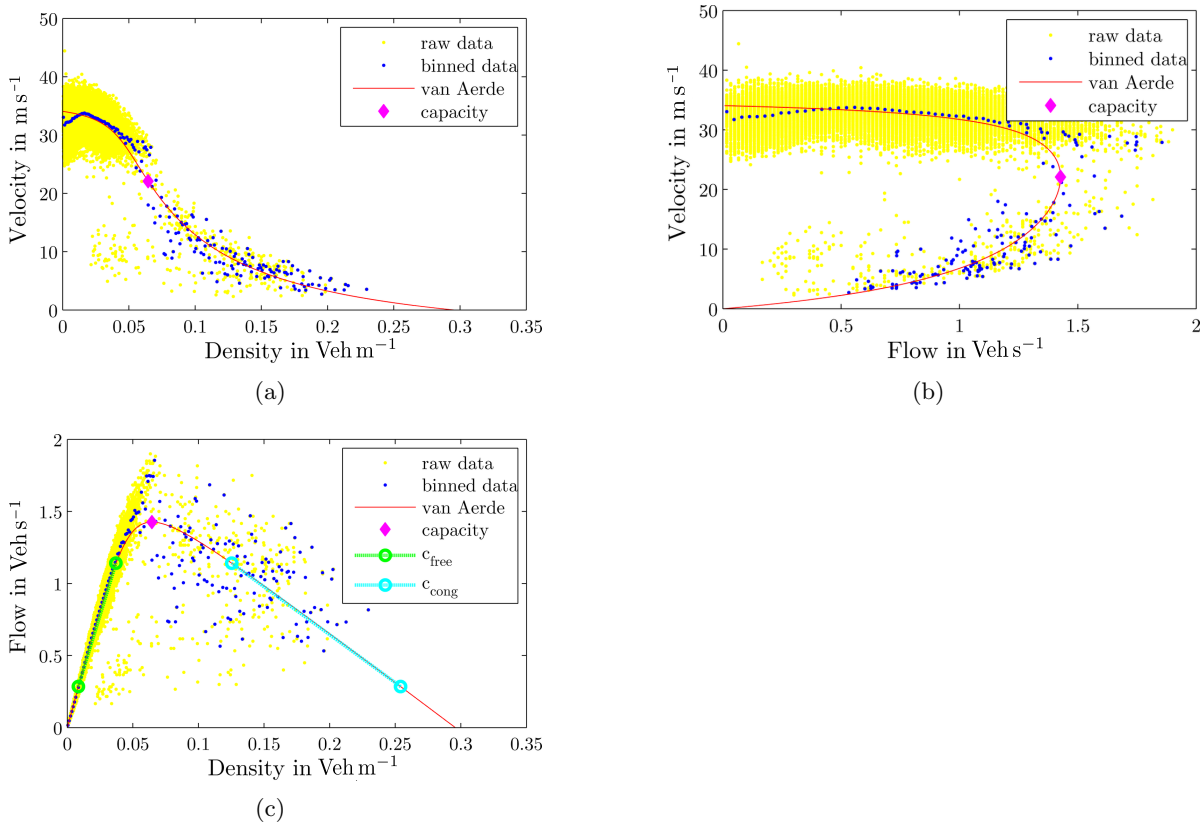 50
40
30
20
10
0
Velocity in m s⁻¹
raw data
binned data
van Aerde
capacity
0 0.05 0.1 0.15 0.2 0.25 0.3 0.35
Density in Veh m⁻¹
(a)
50
40
30
20
10
0
Velocity in m s⁻¹
raw data
binned data
van Aerde
capacity
0 0.5 1 1.5 2
Flow in Veh s⁻¹
(b)
2
1.5
1
0.5
0
Flow in Veh s⁻¹
raw data
binned data
van Aerde
capacity
c_free
c_cong
0 0.05 0.1 0.15 0.2 0.25 0.3 0.35
Density in Veh m⁻¹
(c)